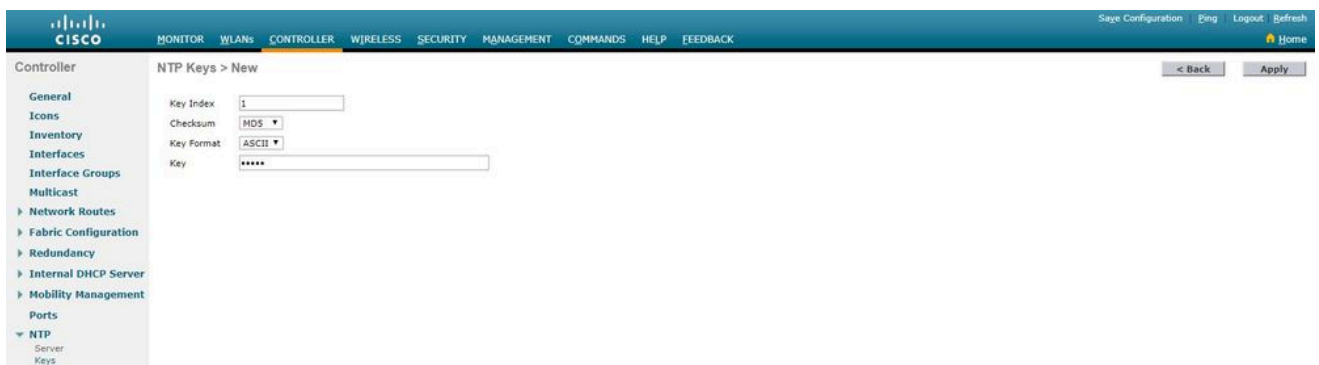 Save Configuration Ping Logout Refresh
CISCO MONITOR WLANs CONTROLLER WIRELESS SECURITY MANAGEMENT COMMANDS HELP FEEDBACK Home
Controller
General
Icons
Inventory
Interfaces
Interface Groups
Multicast
Network Routes
Fabric Configuration
Redundancy
Internal DHCP Server
Mobility Management
Ports
NTP
Server
Keys
NTP Keys > New
< Back Apply
Key Index 1
Checksum MD5
Key Format ASCII
Key •••••